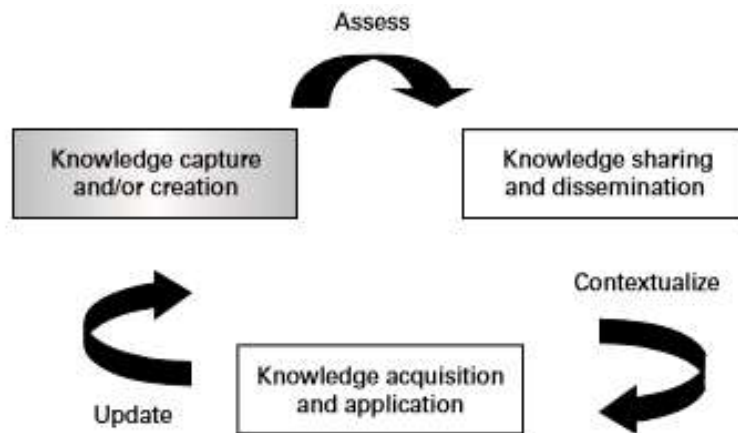 Assess
Knowledge capture
and/or creation
Knowledge sharing
and dissemination
Contextualize
Knowledge acquisition
and application
Update